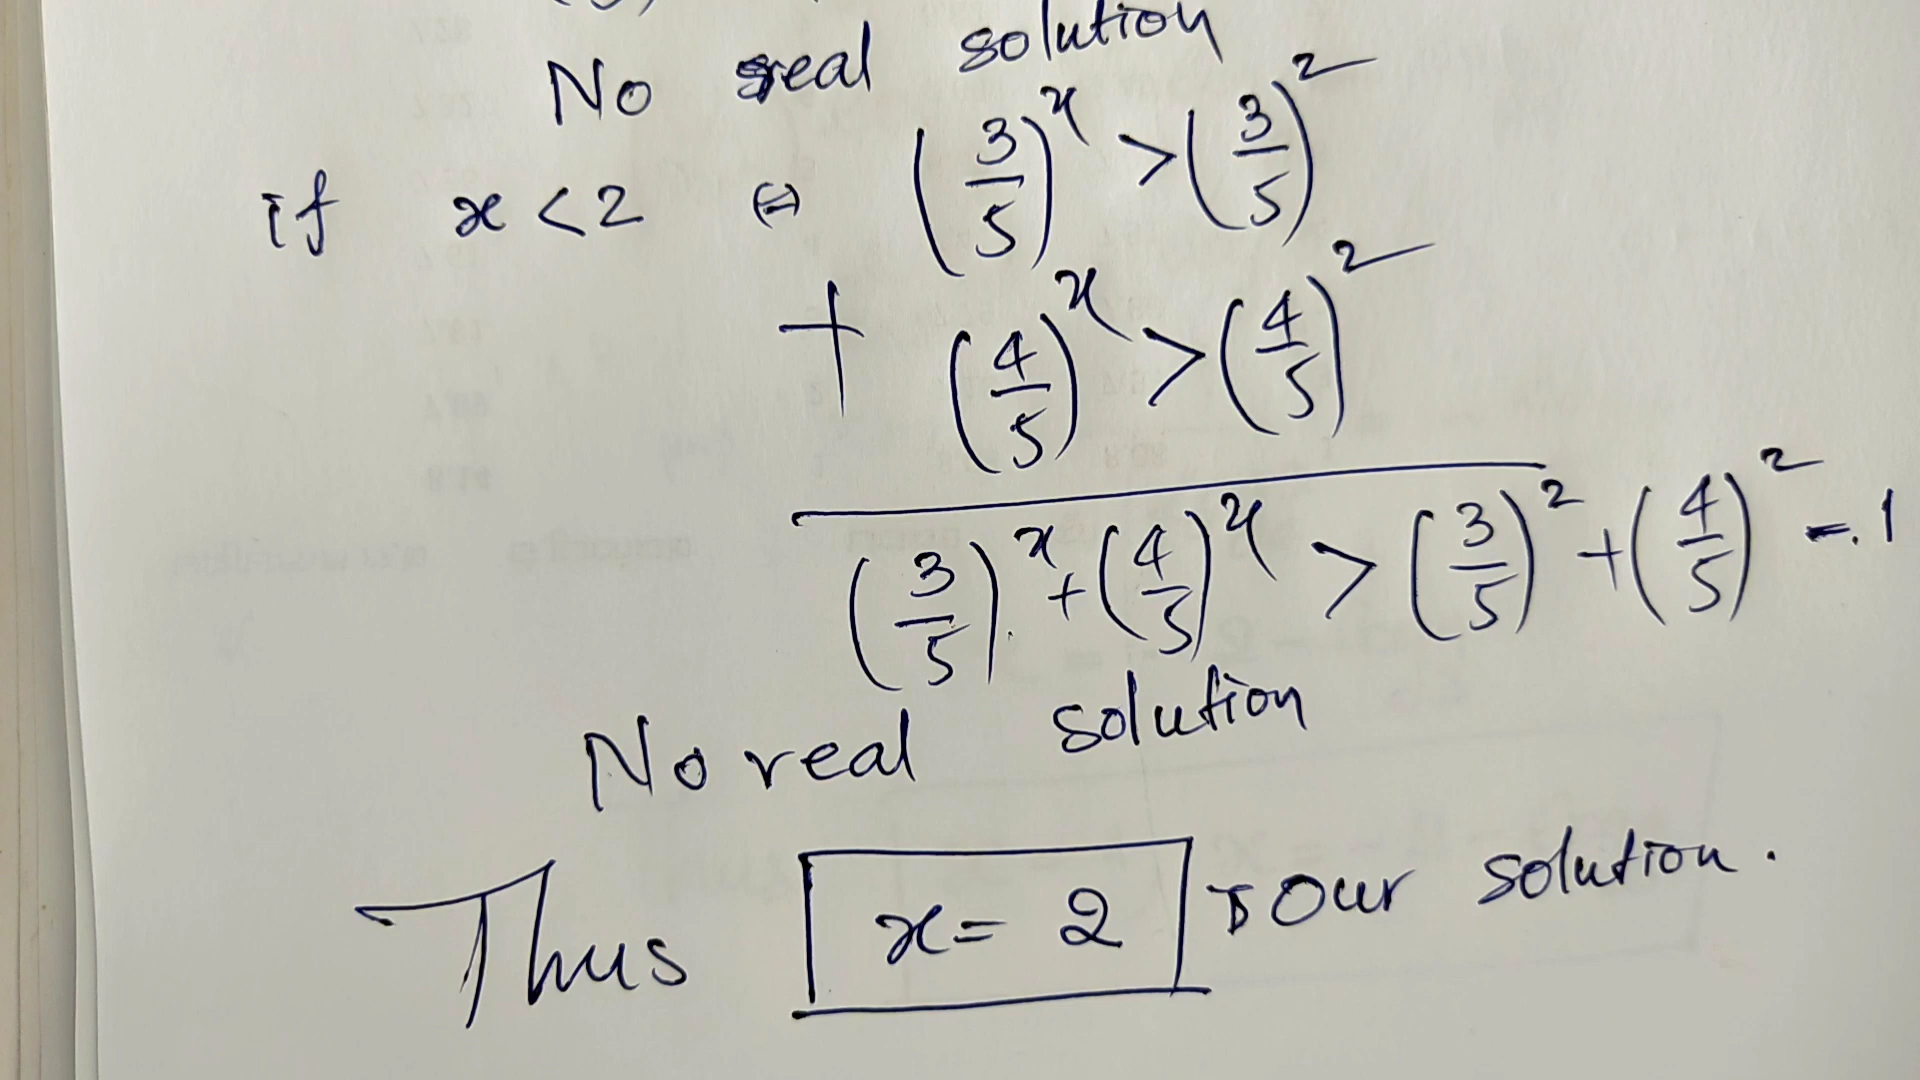 No real solution
if x < 2 ⇔ (3/5)^x > (3/5)^2
+ (4/5)^x > (4/5)^2
(3/5)^x + (4/5)^x > (3/5)^2 + (4/5)^2 = 1
No real solution
Thus x = 2 is our solution.